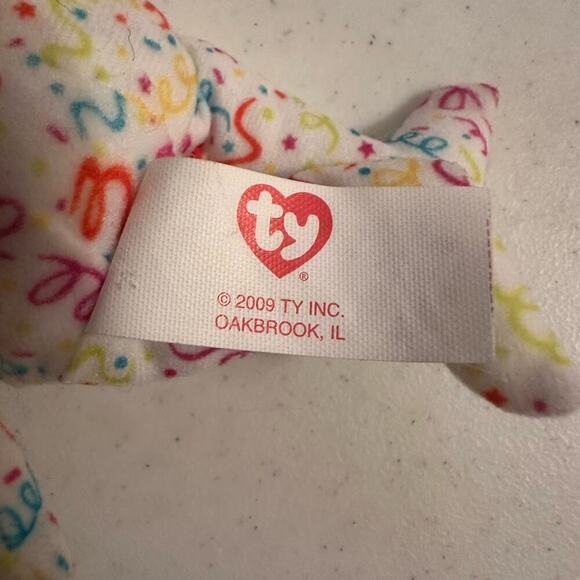 ty
®
© 2009 TY INC.
OAKBROOK, IL